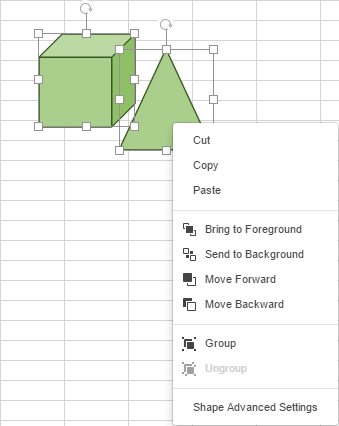 Cut
Copy
Paste
Bring to Foreground
Send to Background
Move Forward
Move Backward
Group
Ungroup
Shape Advanced Settings